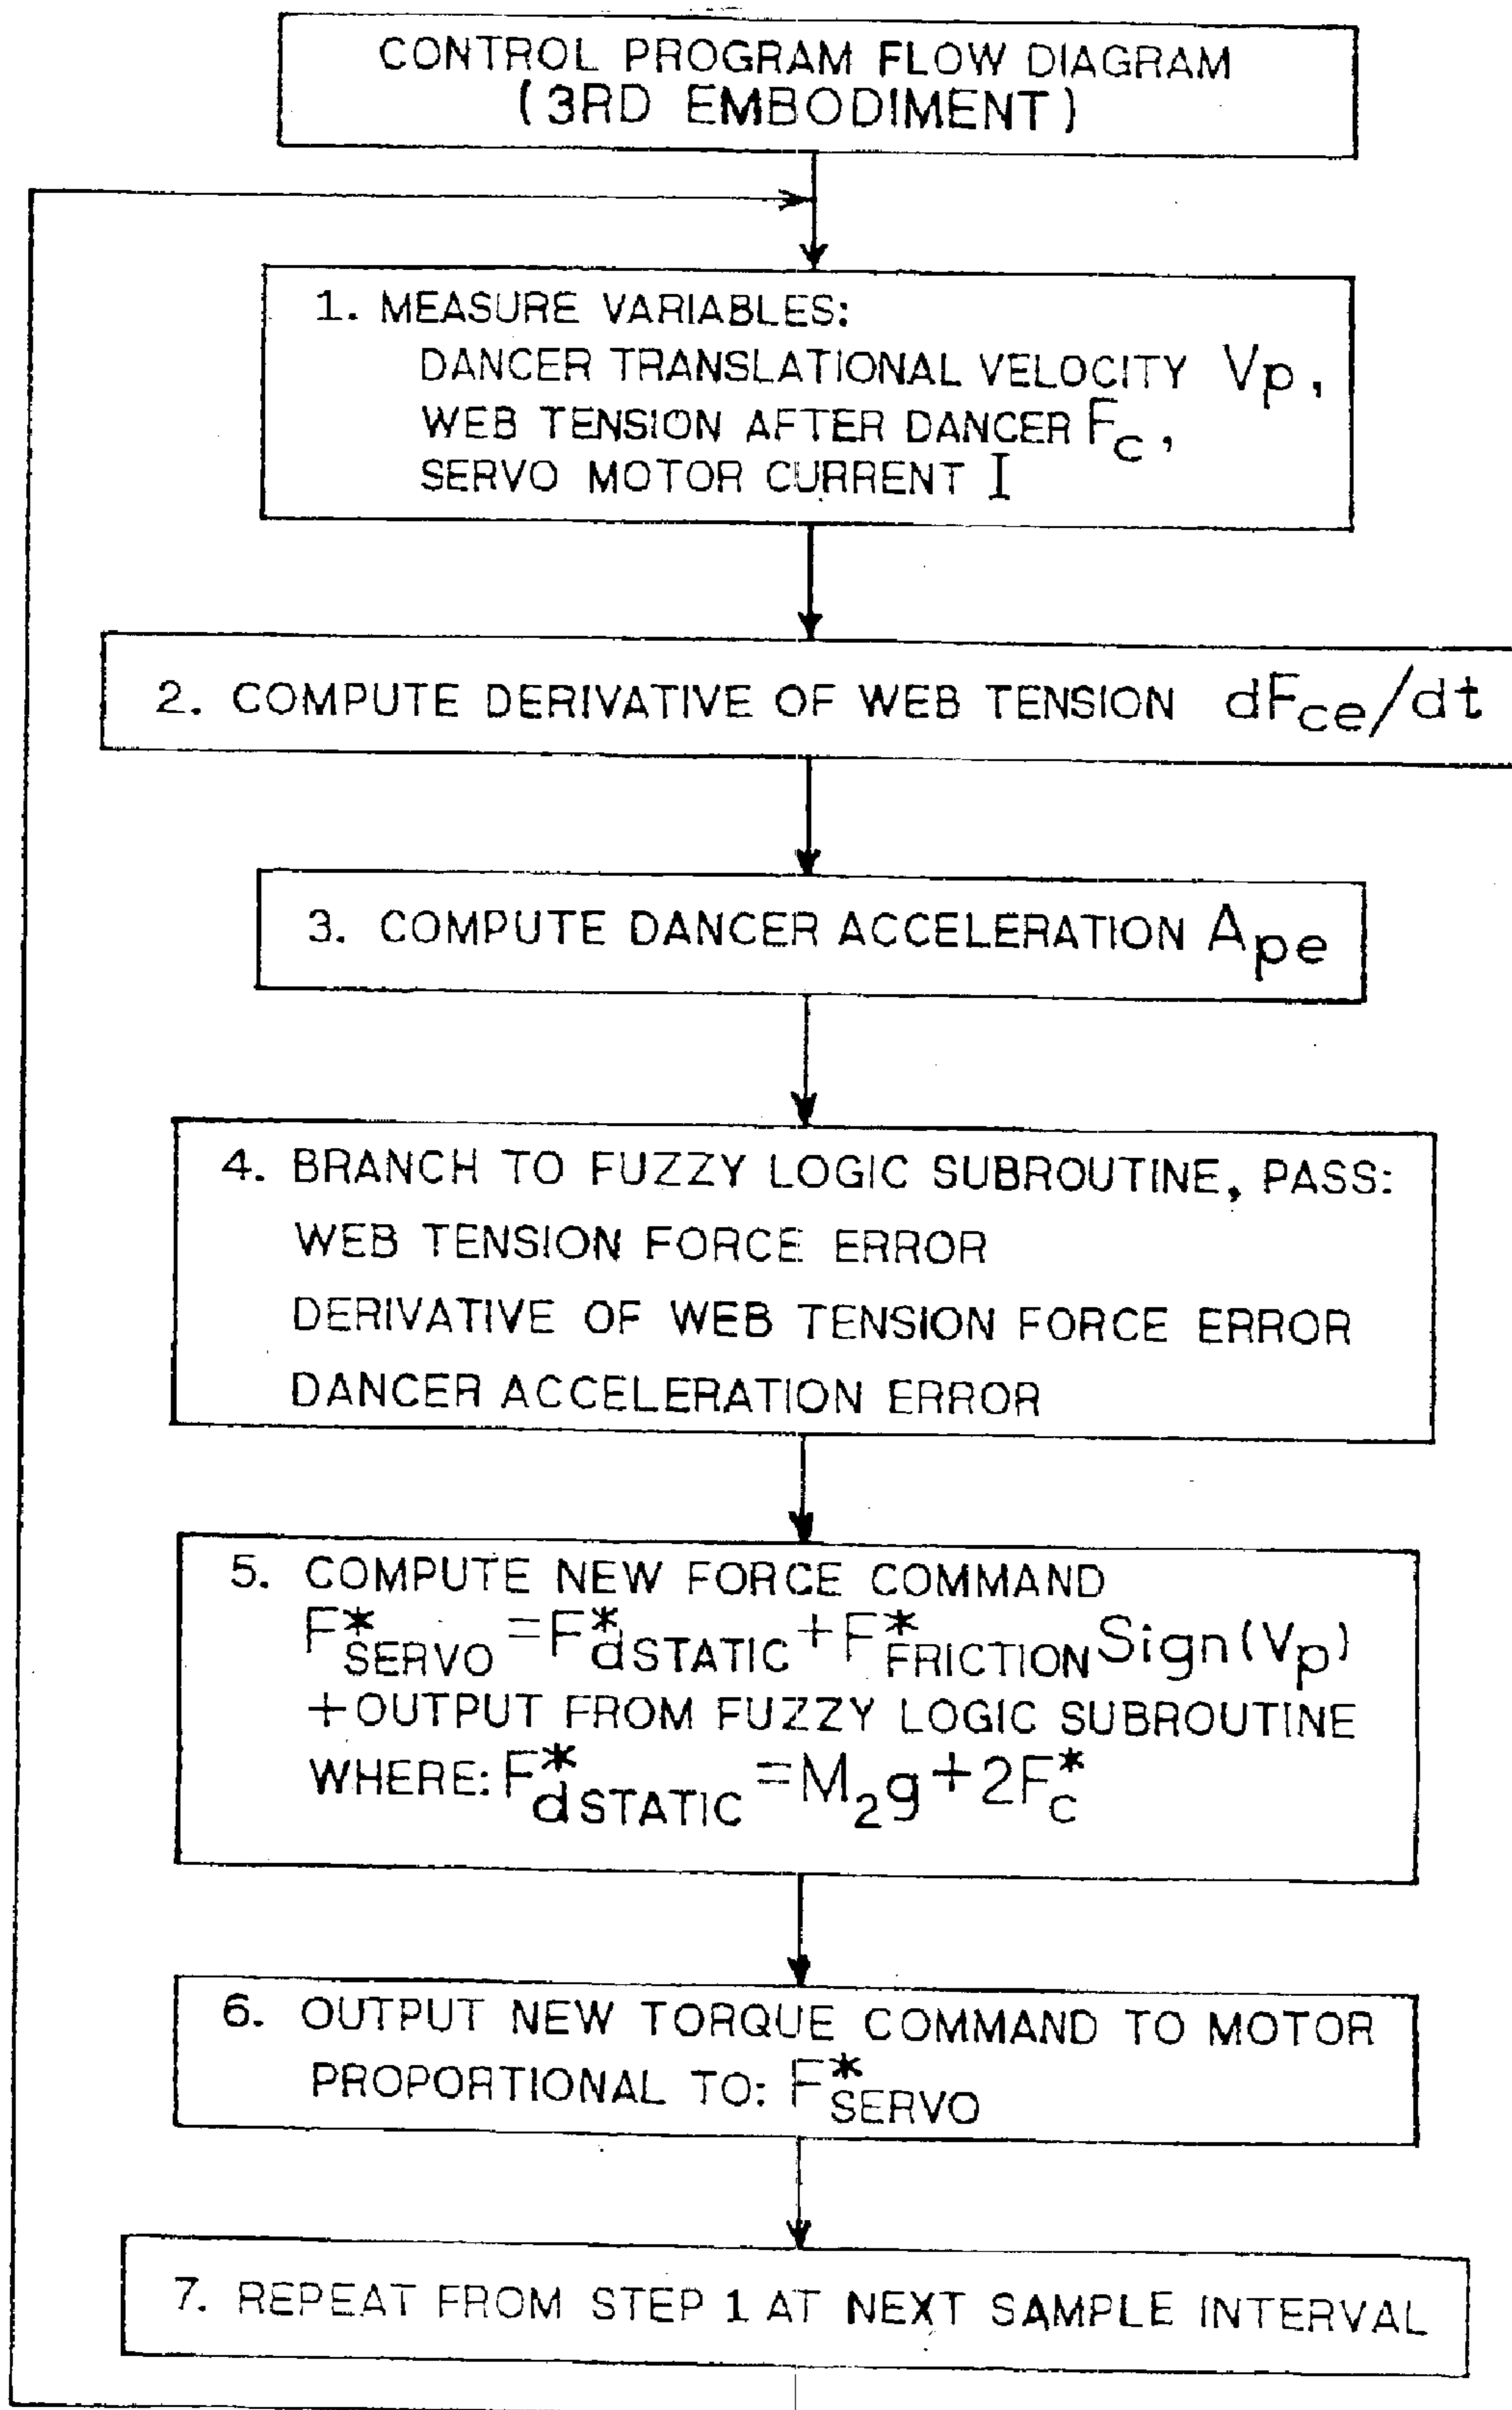 CONTROL PROGRAM FLOW DIAGRAM
(3RD EMBODIMENT)
1. MEASURE VARIABLES:
DANCER TRANSLATIONAL VELOCITY Vp,
WEB TENSION AFTER DANCER Fc,
SERVO MOTOR CURRENT I
2. COMPUTE DERIVATIVE OF WEB TENSION dFce/dt
3. COMPUTE DANCER ACCELERATION Ape
4. BRANCH TO FUZZY LOGIC SUBROUTINE, PASS:
WEB TENSION FORCE ERROR
DERIVATIVE OF WEB TENSION FORCE ERROR
DANCER ACCELERATION ERROR
5. COMPUTE NEW FORCE COMMAND
F*SERVO=F*dSTATIC+F*FRICTIONSign(Vp)
+OUTPUT FROM FUZZY LOGIC SUBROUTINE
WHERE: F*dSTATIC=M2g+2F*c
6. OUTPUT NEW TORQUE COMMAND TO MOTOR
PROPORTIONAL TO: F*SERVO
7. REPEAT FROM STEP 1 AT NEXT SAMPLE INTERVAL